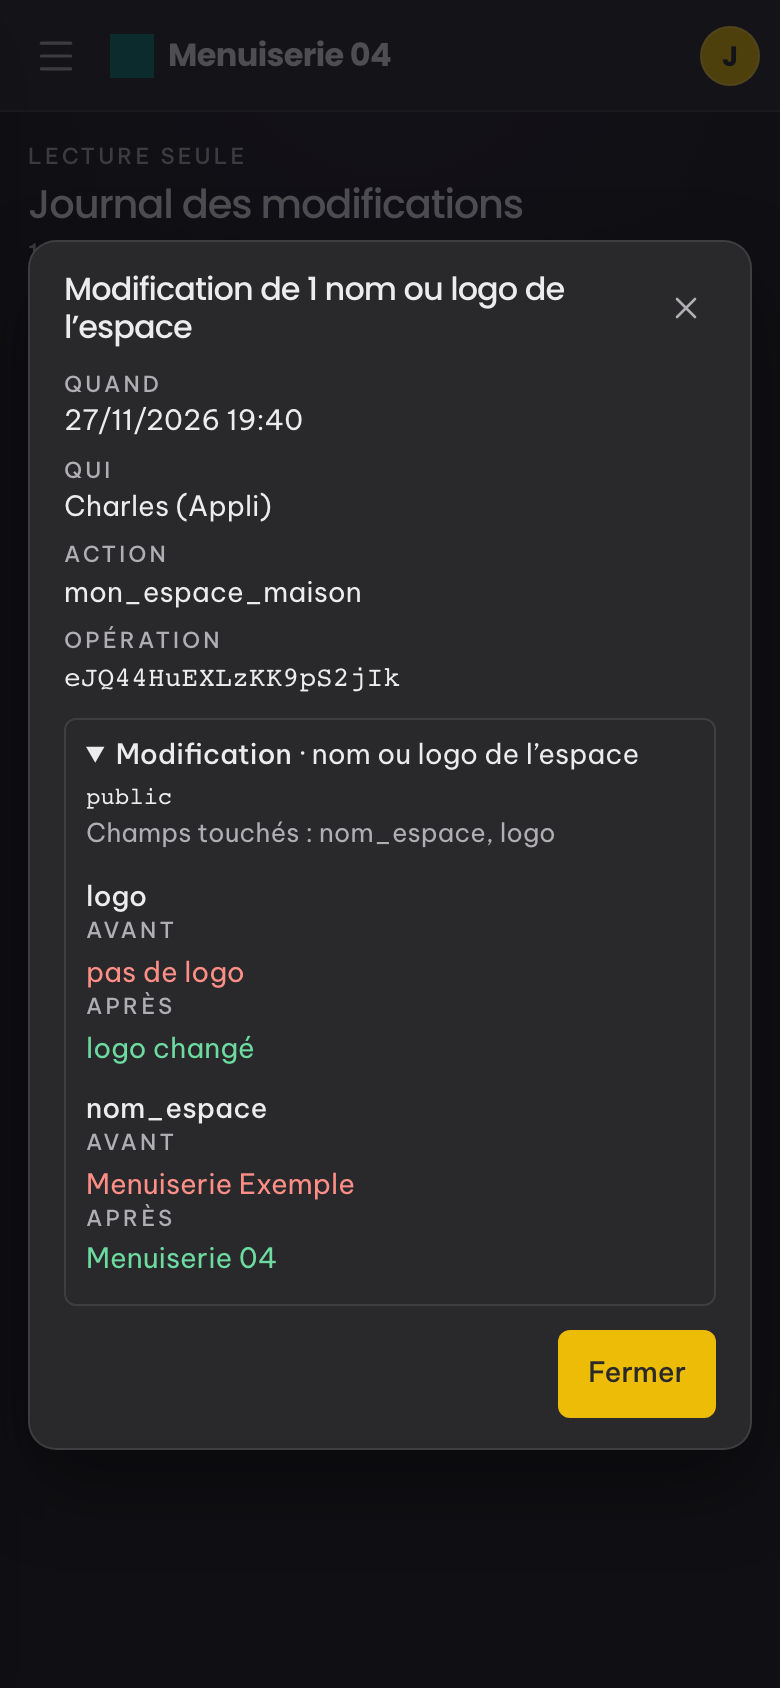 Menuiserie 04
J
LECTURE SEULE
Journal des modifications
Modification de 1 nom ou logo de
l’espace
QUAND
27/11/2026 19:40
QUI
Charles (Appli)
ACTION
mon_espace_maison
OPÉRATION
eJQ44HuEXLzKK9pS2jIk
▼ Modification · nom ou logo de l’espace
public
Champs touchés : nom_espace, logo
logo
AVANT
pas de logo
APRÈS
logo changé
nom_espace
AVANT
Menuiserie Exemple
APRÈS
Menuiserie 04
Fermer